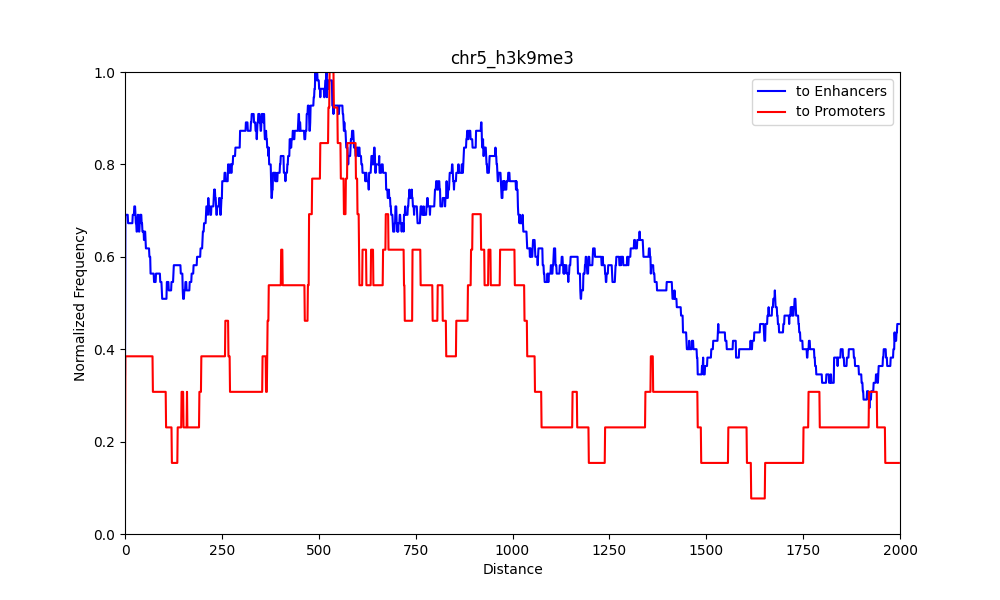 chr5_h3k9me3
to Enhancers
to Promoters
Normalized Frequency
1.0
0.8
0.6
0.4
0.2
0.0
0 250 500 750 1000 1250 1500 1750 2000
Distance